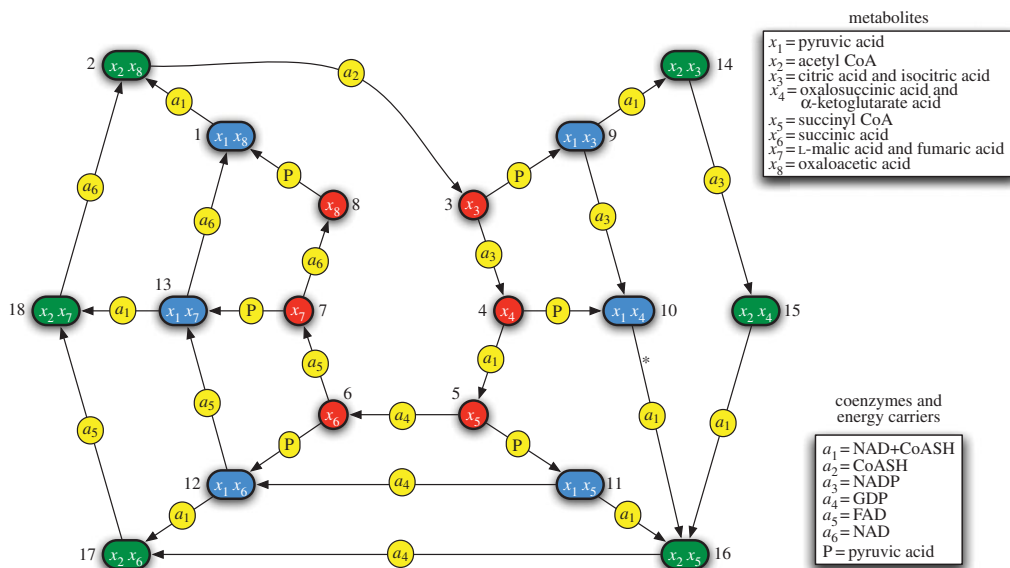 metabolites
x1 = pyruvic acid
x2 = acetyl CoA
x3 = citric acid and isocitric acid
x4 = oxalosuccinic acid and
α-ketoglutarate acid
x5 = succinyl CoA
x6 = succinic acid
x7 = L-malic acid and fumaric acid
x8 = oxaloacetic acid
2 x2 x8
a2
x2 x3 14
a1
1 x1 x8
a1
x1 x3 9
P
P
a6
x8 8
3 x3
a3
a6
a3
a6
a3
13
18 x2 x7
a1
x1 x7
P
x7 7
4 x4
P
x1 x4 10
x2 x4 15
*
a5
a1
6
5
a5
x6
a4
x5
a1
a1
a5
P
P
12 x1 x6
a4
x1 x5 11
a1
a1
17 x2 x6
a4
x2 x5 16
coenzymes and
energy carriers
a1 = NAD+CoASH
a2 = CoASH
a3 = NADP
a4 = GDP
a5 = FAD
a6 = NAD
P = pyruvic acid